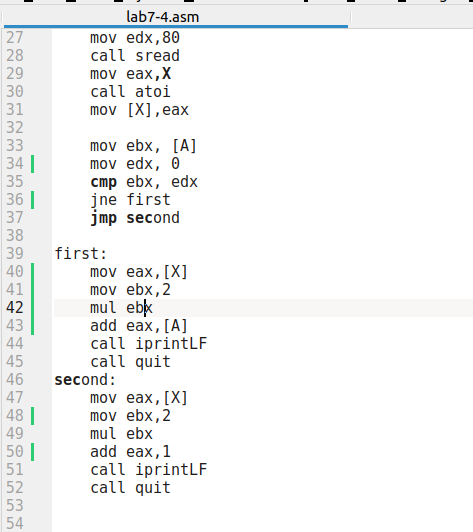 lab7-4.asm
27 mov edx,80
28 call sread
29 mov eax,X
30 call atoi
31 mov [X],eax
32
33 mov ebx, [A]
34 mov edx, 0
35 cmp ebx, edx
36 jne first
37 jmp second
38
39 first:
40 mov eax,[X]
41 mov ebx,2
42 mul ebx
43 add eax,[A]
44 call iprintLF
45 call quit
46 second:
47 mov eax,[X]
48 mov ebx,2
49 mul ebx
50 add eax,1
51 call iprintLF
52 call quit
53
54